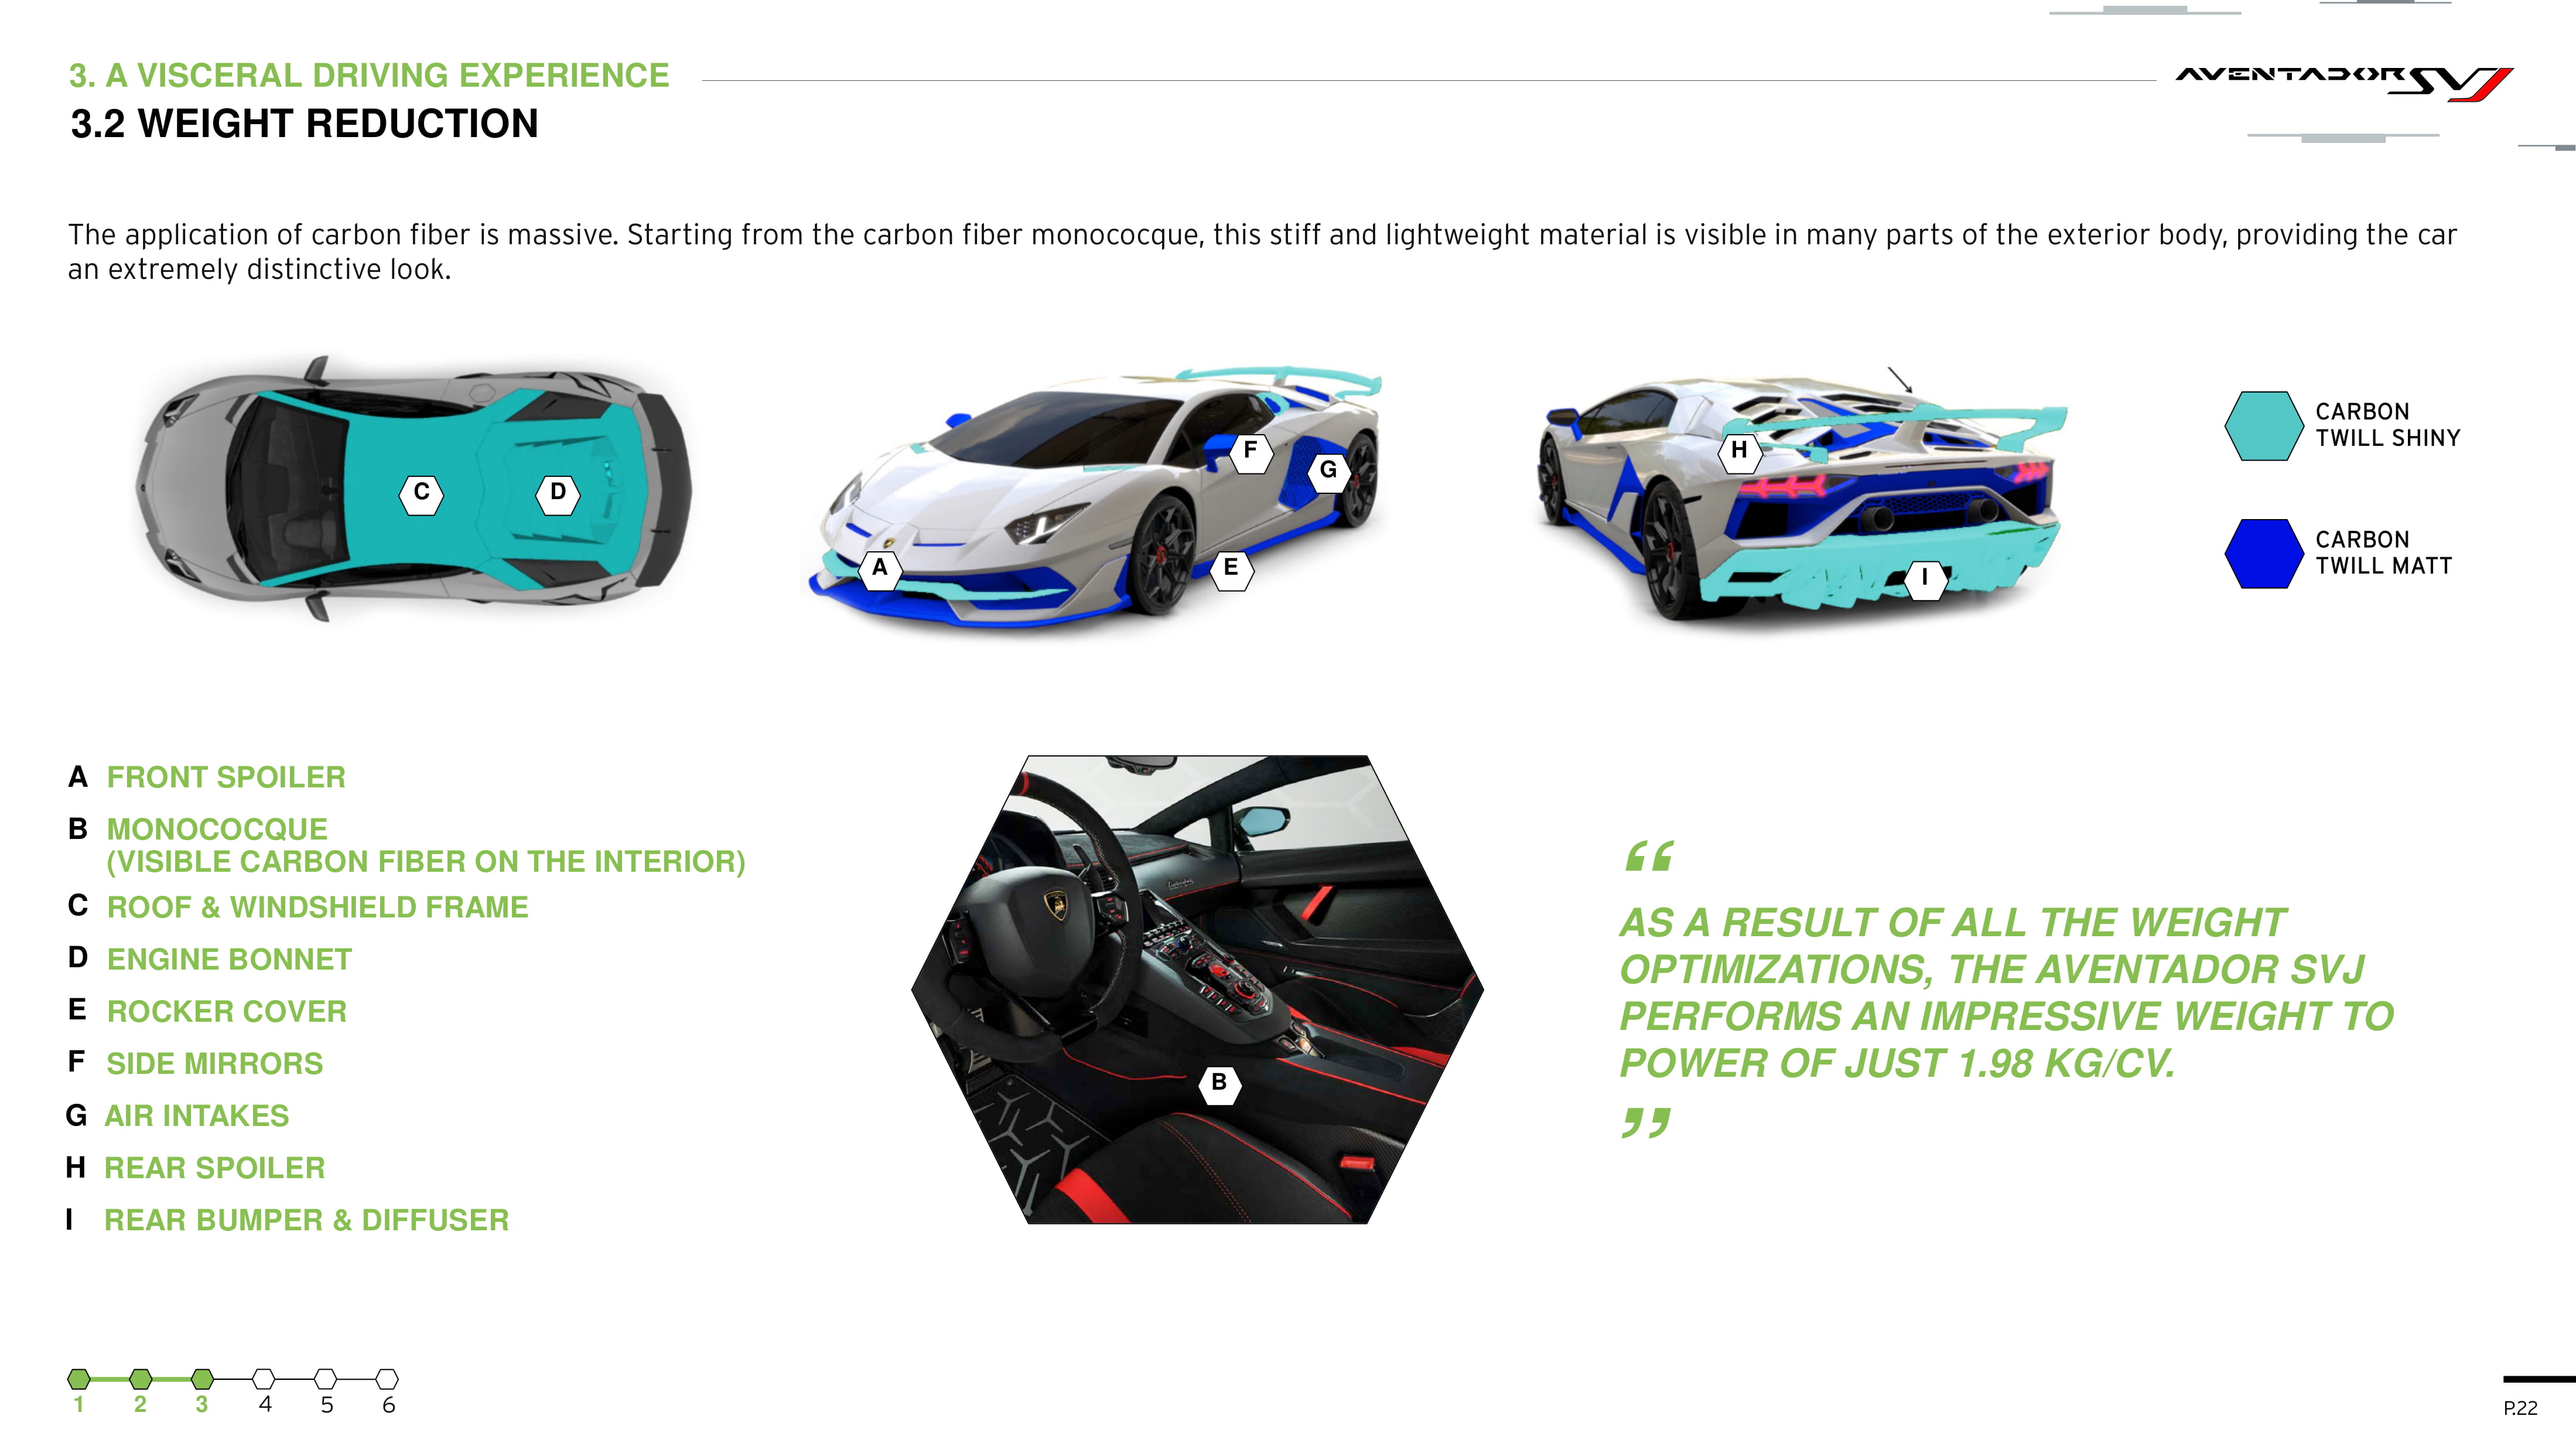 3. A VISCERAL DRIVING EXPERIENCE
3.2 WEIGHT REDUCTION
AVENTADOR SVJ
The application of carbon fiber is massive. Starting from the carbon fiber monococque, this stiff and lightweight material is visible in many parts of the exterior body, providing the car
an extremely distinctive look.
C
D
A
F
G
E
H
I
CARBON
TWILL SHINY
CARBON
TWILL MATT
A FRONT SPOILER
B MONOCOCQUE
(VISIBLE CARBON FIBER ON THE INTERIOR)
C ROOF & WINDSHIELD FRAME
D ENGINE BONNET
E ROCKER COVER
F SIDE MIRRORS
G AIR INTAKES
H REAR SPOILER
I REAR BUMPER & DIFFUSER
B
“
AS A RESULT OF ALL THE WEIGHT
OPTIMIZATIONS, THE AVENTADOR SVJ
PERFORMS AN IMPRESSIVE WEIGHT TO
POWER OF JUST 1.98 KG/CV.
”
1 2 3 4 5 6
P.22